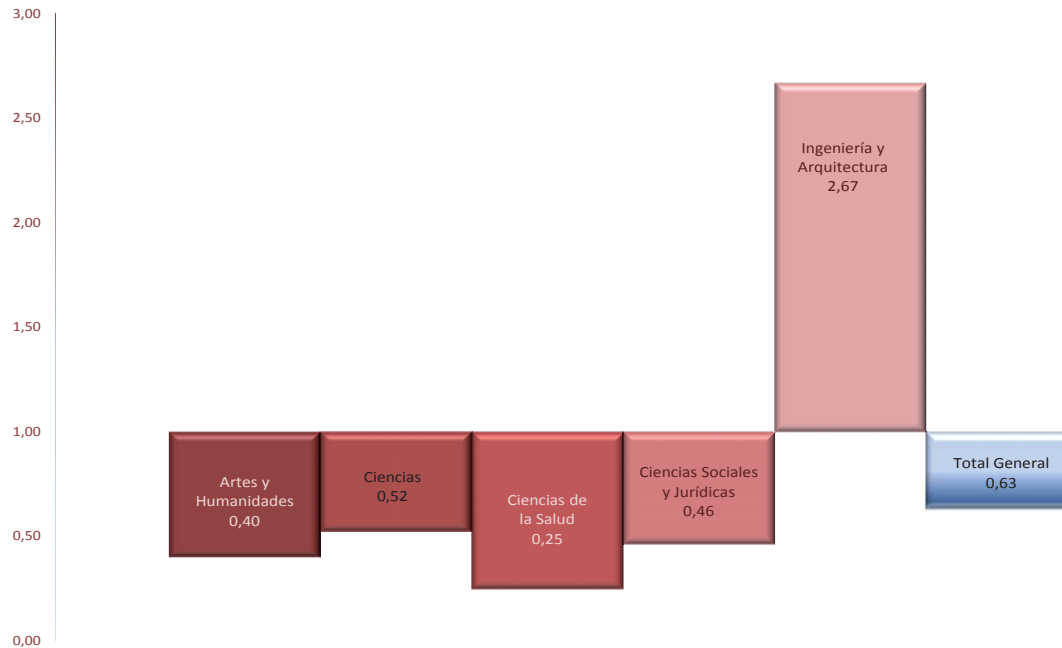 3,00
2,50
2,00
1,50
1,00
0,50
0,00
Artes y
Humanidades
0,40
Ciencias
0,52
Ciencias de
la Salud
0,25
Ciencias Sociales
y Jurídicas
0,46
Ingeniería y
Arquitectura
2,67
Total General
0,63